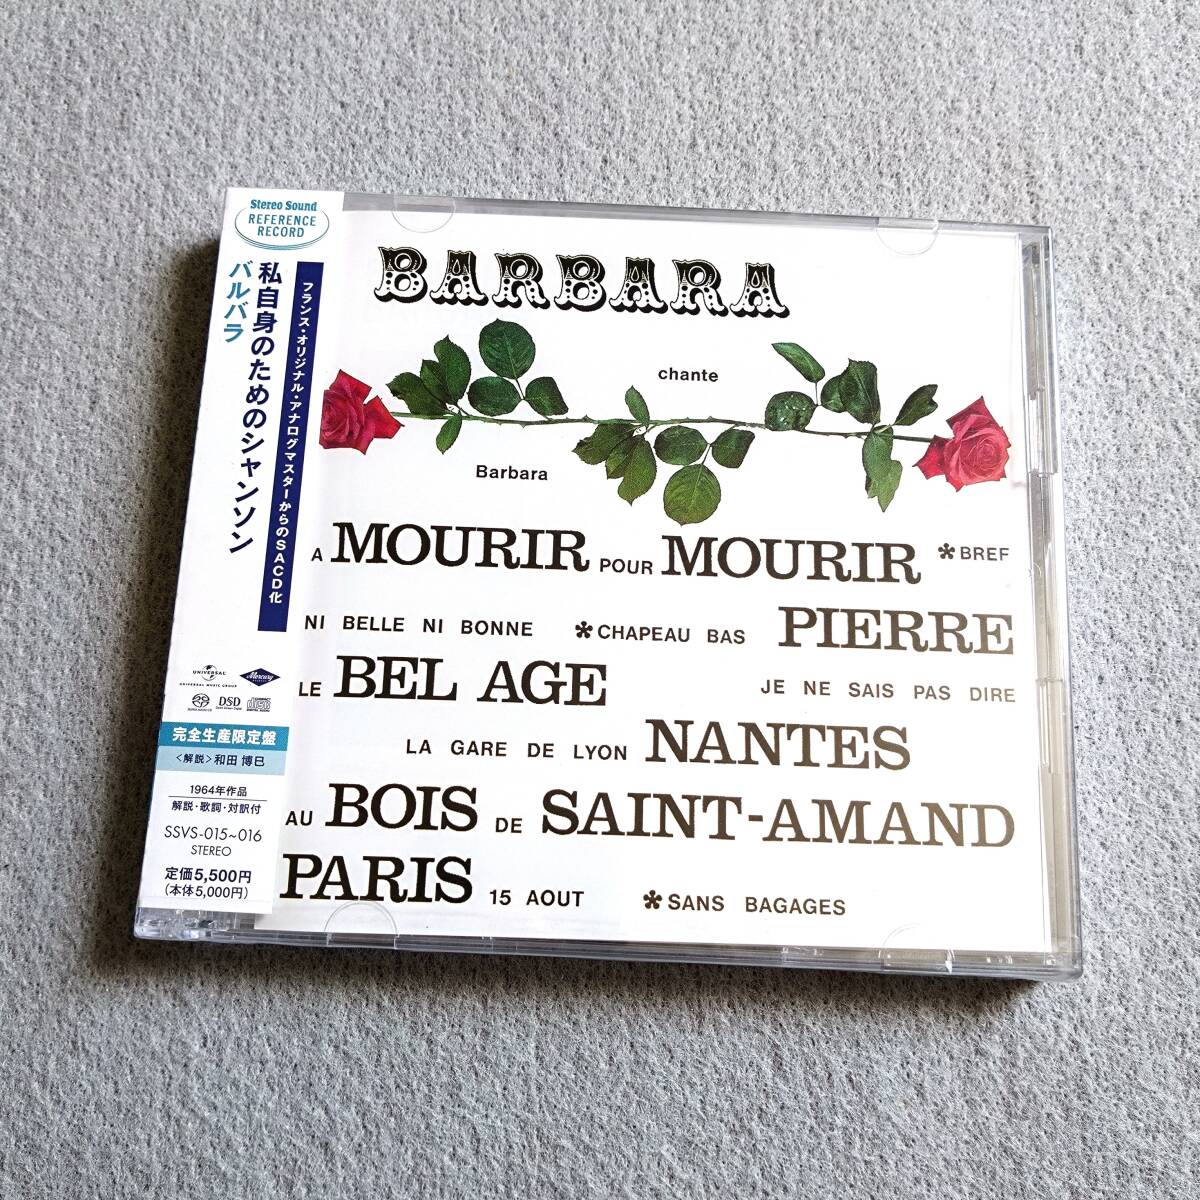 Stereo Sound
REFERENCE
RECORD
フランス・オリジナル・アナログマスターからのSACD化
私自身のためのシャンソン
バルバラ
UNIVERSAL
UNIVERSAL MUSIC GROUP
Mercury
DSD
完全生産限定盤
<解説>和田 博巳
1964年作品
解説・歌詞・対訳付
SSVS-015~016
STEREO
定価5,500円
(本体5,000円)
BARBARA
chante
Barbara
A MOURIR POUR MOURIR *BREF
NI BELLE NI BONNE *CHAPEAU BAS PIERRE
LE BEL AGE JE NE SAIS PAS DIRE
LA GARE DE LYON NANTES
AU BOIS DE SAINT-AMAND
PARIS 15 AOUT *SANS BAGAGES